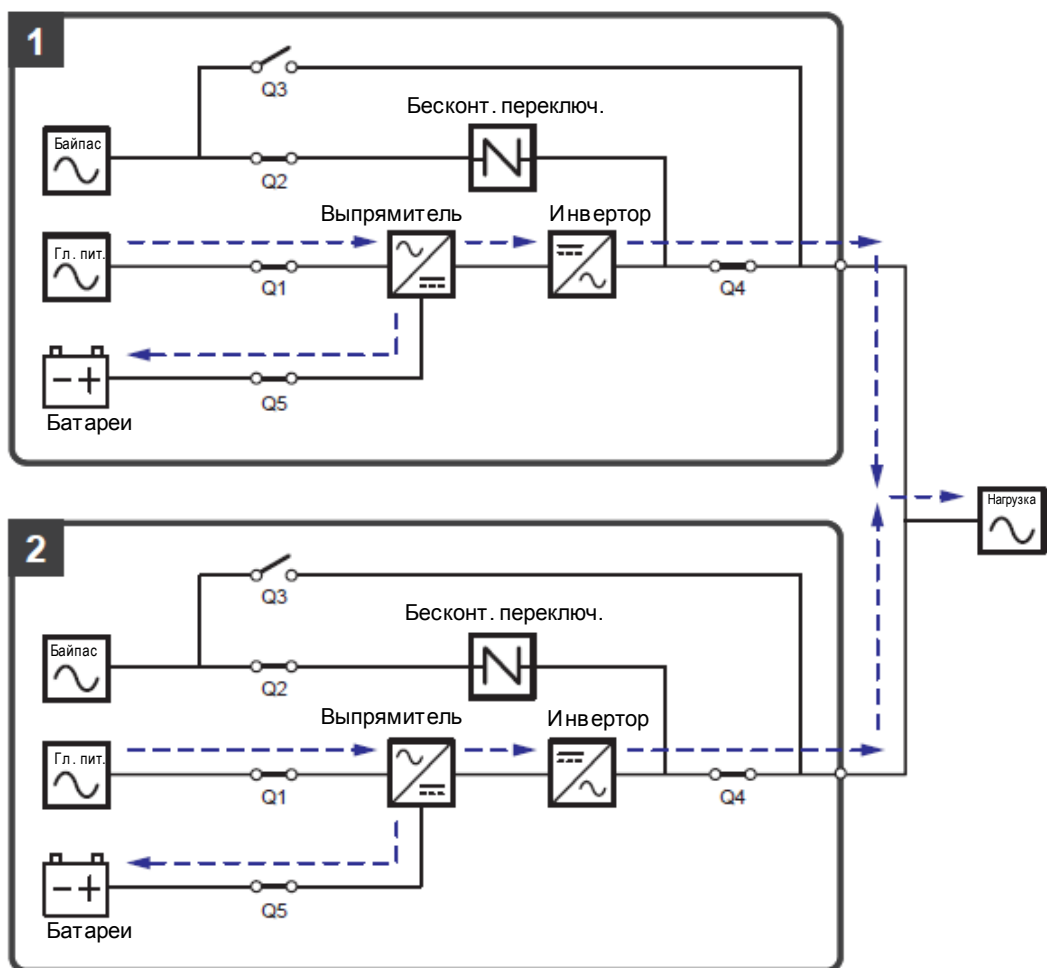 1
Q3
Бесконт. переключ.
Байпас
Q2
Выпрямитель
Инвертор
Гл. пит.
Q1
Q4
Q5
Батареи
Нагрузка
2
Q3
Бесконт. переключ.
Байпас
Q2
Выпрямитель
Инвертор
Гл. пит.
Q1
Q4
Q5
Батареи